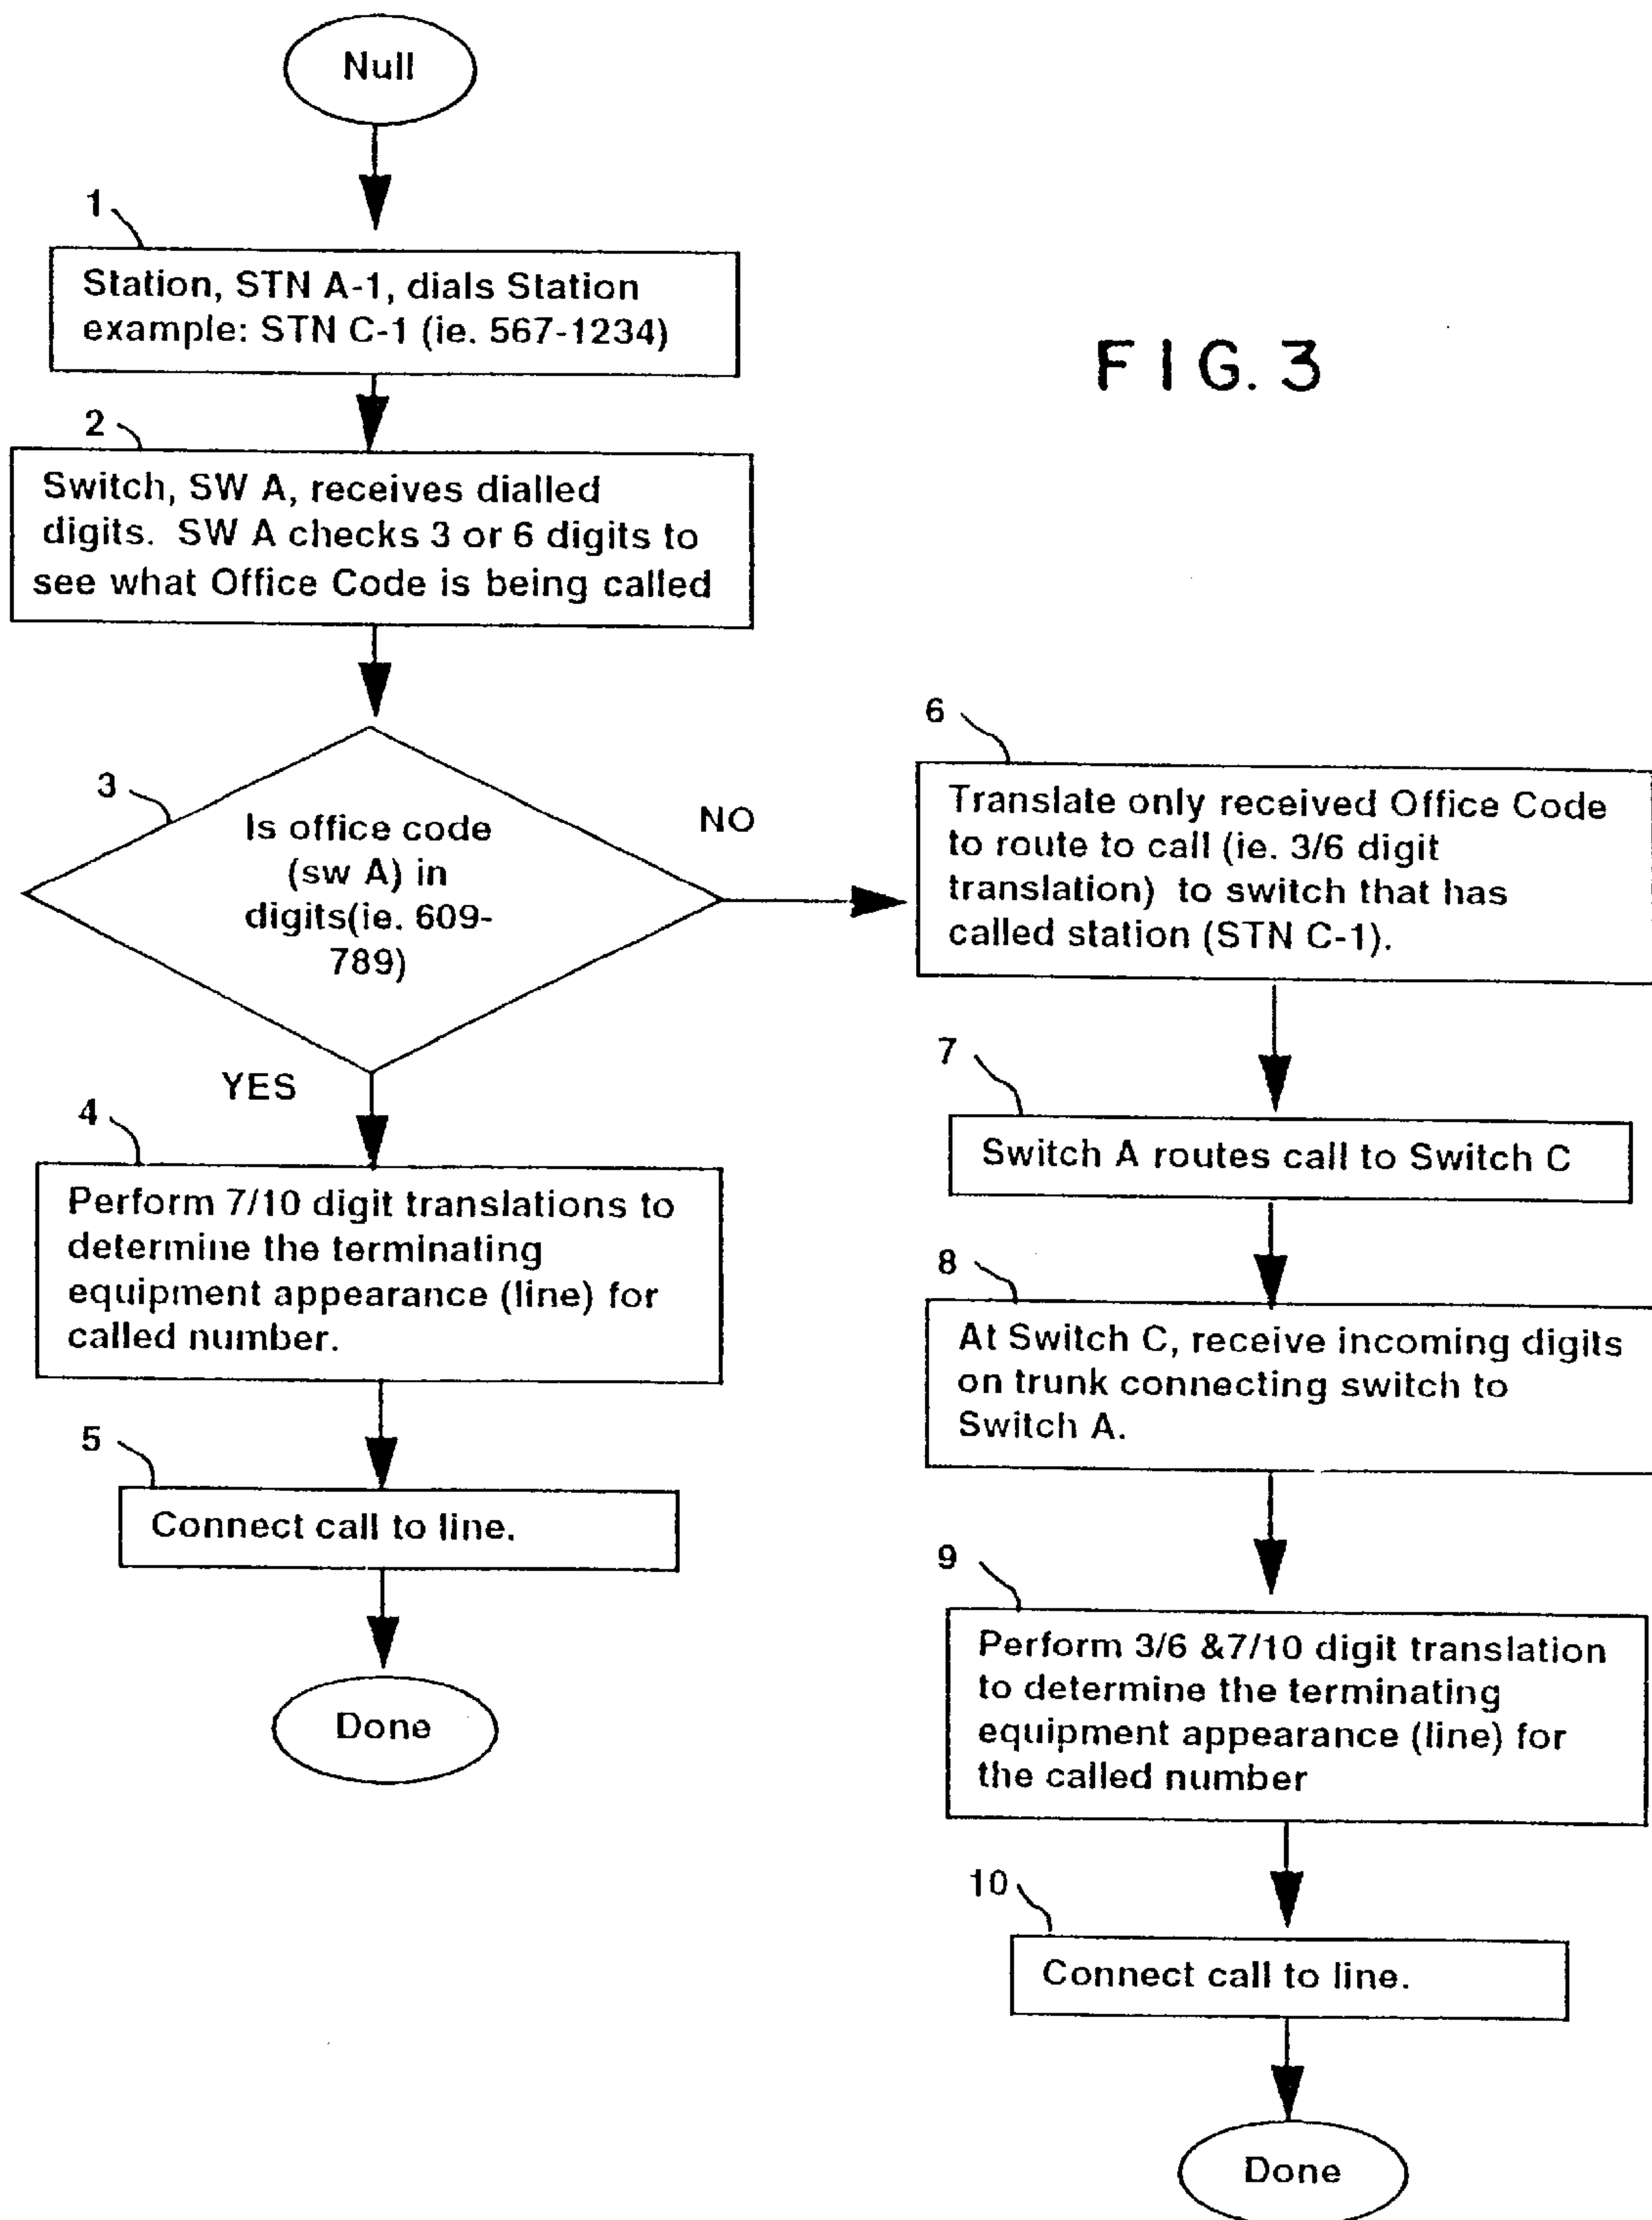 Null
1
Station, STN A-1, dials Station
example: STN C-1 (ie. 567-1234)
FIG. 3
2
Switch, SW A, receives dialled
digits. SW A checks 3 or 6 digits to
see what Office Code is being called
3
Is office code
(sw A) in
digits(ie. 609-
789)
NO
YES
4
Perform 7/10 digit translations to
determine the terminating
equipment appearance (line) for
called number.
5
Connect call to line.
Done
6
Translate only received Office Code
to route to call (ie. 3/6 digit
translation) to switch that has
called station (STN C-1).
7
Switch A routes call to Switch C
8
At Switch C, receive incoming digits
on trunk connecting switch to
Switch A.
9
Perform 3/6 &7/10 digit translation
to determine the terminating
equipment appearance (line) for
the called number
10
Connect call to line.
Done